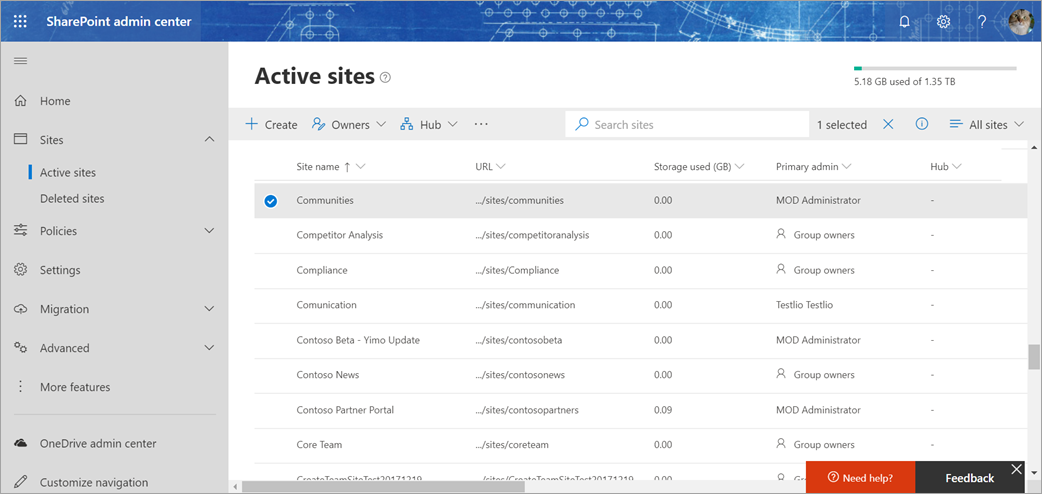 SharePoint admin center
Home
Sites
Active sites
Deleted sites
Policies
Settings
Migration
Advanced
More features
OneDrive admin center
Customize navigation
Active sites
5.18 GB used of 1.35 TB
Create Owners Hub Search sites 1 selected All sites
Site name ↑ URL Storage used (GB) Primary admin Hub
Communities .../sites/communities 0.00 MOD Administrator -
Competitor Analysis .../sites/competitoranalysis 0.00 Group owners -
Compliance .../sites/Compliance 0.00 Group owners -
Comunication .../sites/communication 0.00 Testlio Testlio -
Contoso Beta - Yimo Update .../sites/contosobeta 0.00 MOD Administrator -
Contoso News .../sites/contosonews 0.00 Group owners -
Contoso Partner Portal .../sites/contosopartners 0.09 MOD Administrator -
Core Team .../sites/coreteam 0.00 Group owners -
CreateTeamSiteTest20171219 .../sites/CreateTeamSiteTest20171219 0.00
Need help? Feedback